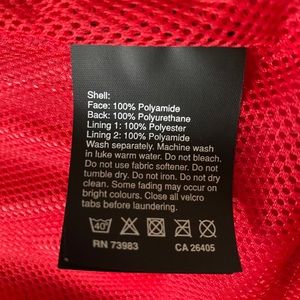 Shell:
Face: 100% Polyamide
Back: 100% Polyurethane
Lining 1: 100% Polyester
Lining 2: 100% Polyamide
Wash separately. Machine wash
in luke warm water. Do not bleach.
Do not use fabric softener. Do not
tumble dry. Do not iron. Do not dry
clean. Some fading may occur on
bright colours. Close all velcro
tabs before laundering.
40°
RN 73983 CA 26405